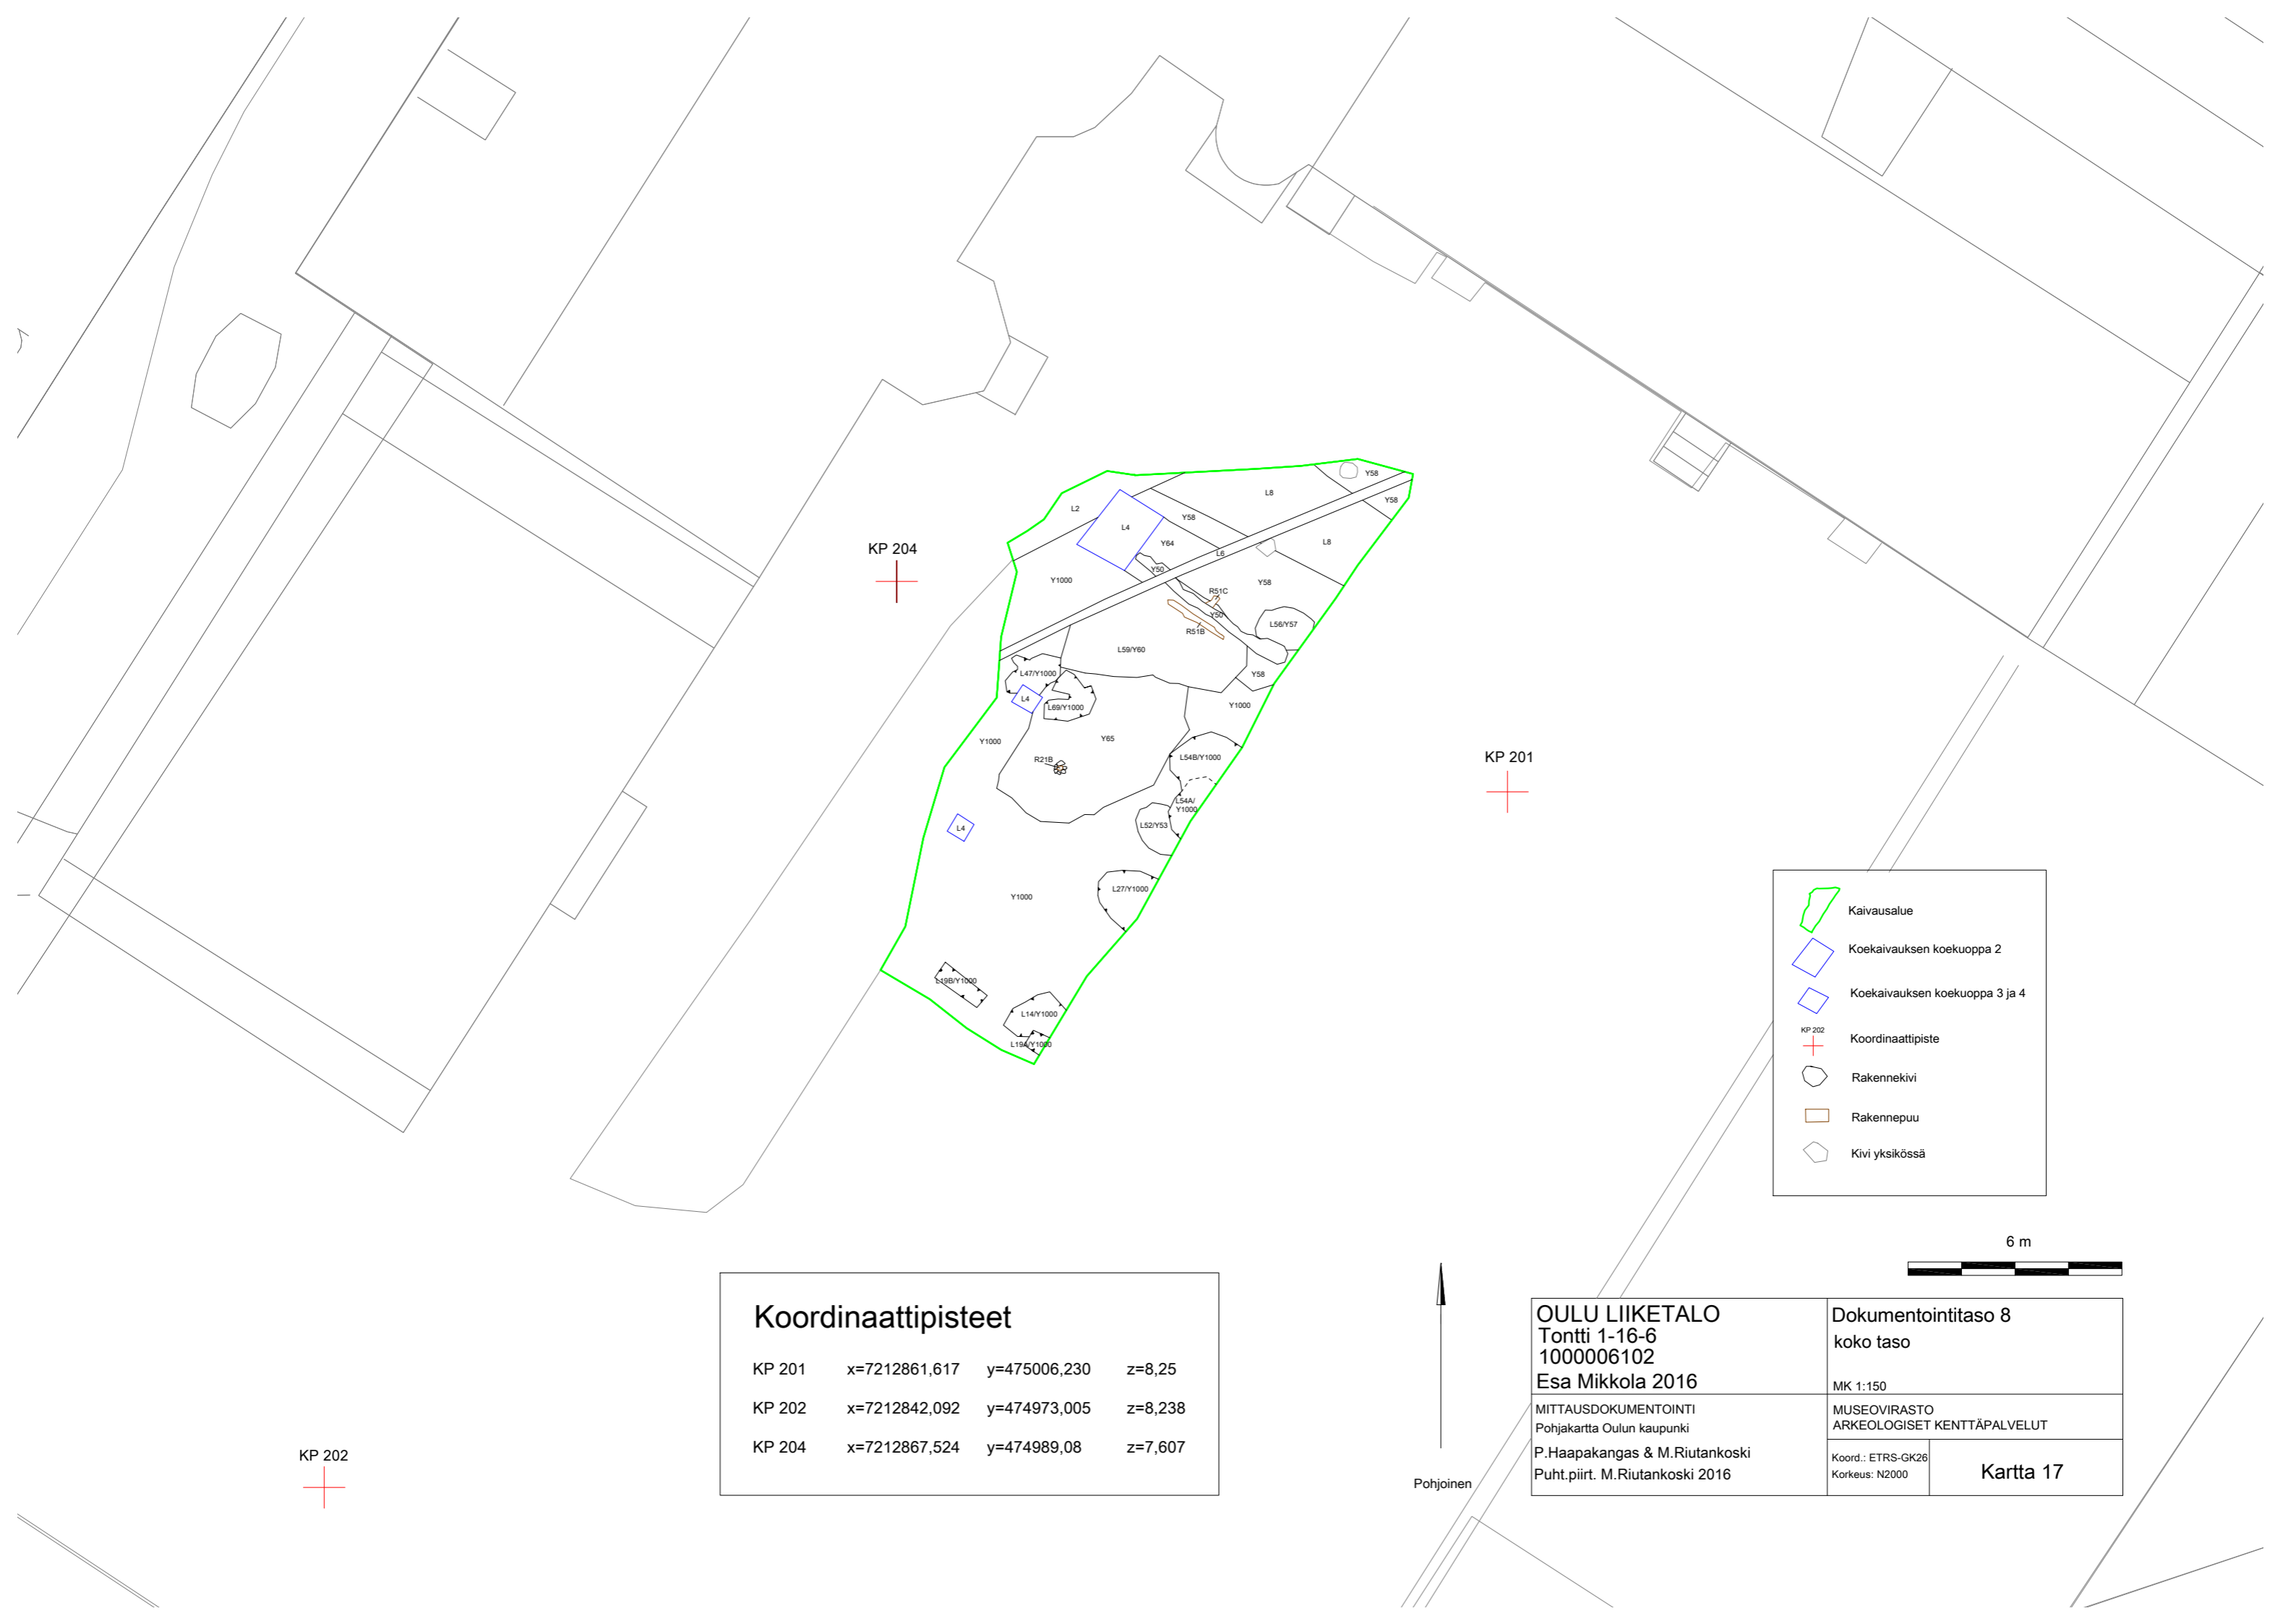 Y58
L8
Y58
L2
Y58
L4
L8
Y64
L6
KP 204
Y50
Y1000
Y58
R51C
Y50
L56/Y57
R51B
L59/Y60
L47/Y1000
Y58
L4
L69/Y1000
Y1000
Y65
Y1000
R21B
L54B/Y1000
KP 201
L54A/
Y1000
L52/Y53
L4
L27/Y1000
Y1000
L19B/Y1000
L14/Y1000
L19A/Y1000
Kaivausalue
Koekaivauksen koekuoppa 2
Koekaivauksen koekuoppa 3 ja 4
KP 202
Koordinaattipiste
Rakennekivi
Rakennepuu
Kivi yksikössä
6 m
Koordinaattipisteet
KP 201 x=7212861,617 y=475006,230 z=8,25
KP 202 x=7212842,092 y=474973,005 z=8,238
KP 204 x=7212867,524 y=474989,08 z=7,607
KP 202
Pohjoinen
OULU LIIKETALO
Tontti 1-16-6
1000006102
Esa Mikkola 2016
Dokumentointitaso 8
koko taso
MK 1:150
MITTAUSDOKUMENTOINTI
Pohjakartta Oulun kaupunki
P.Haapakangas & M.Riutankoski
Puht.piirt. M.Riutankoski 2016
MUSEOVIRASTO
ARKEOLOGISET KENTTÄPALVELUT
Koord.: ETRS-GK26
Korkeus: N2000
Kartta 17